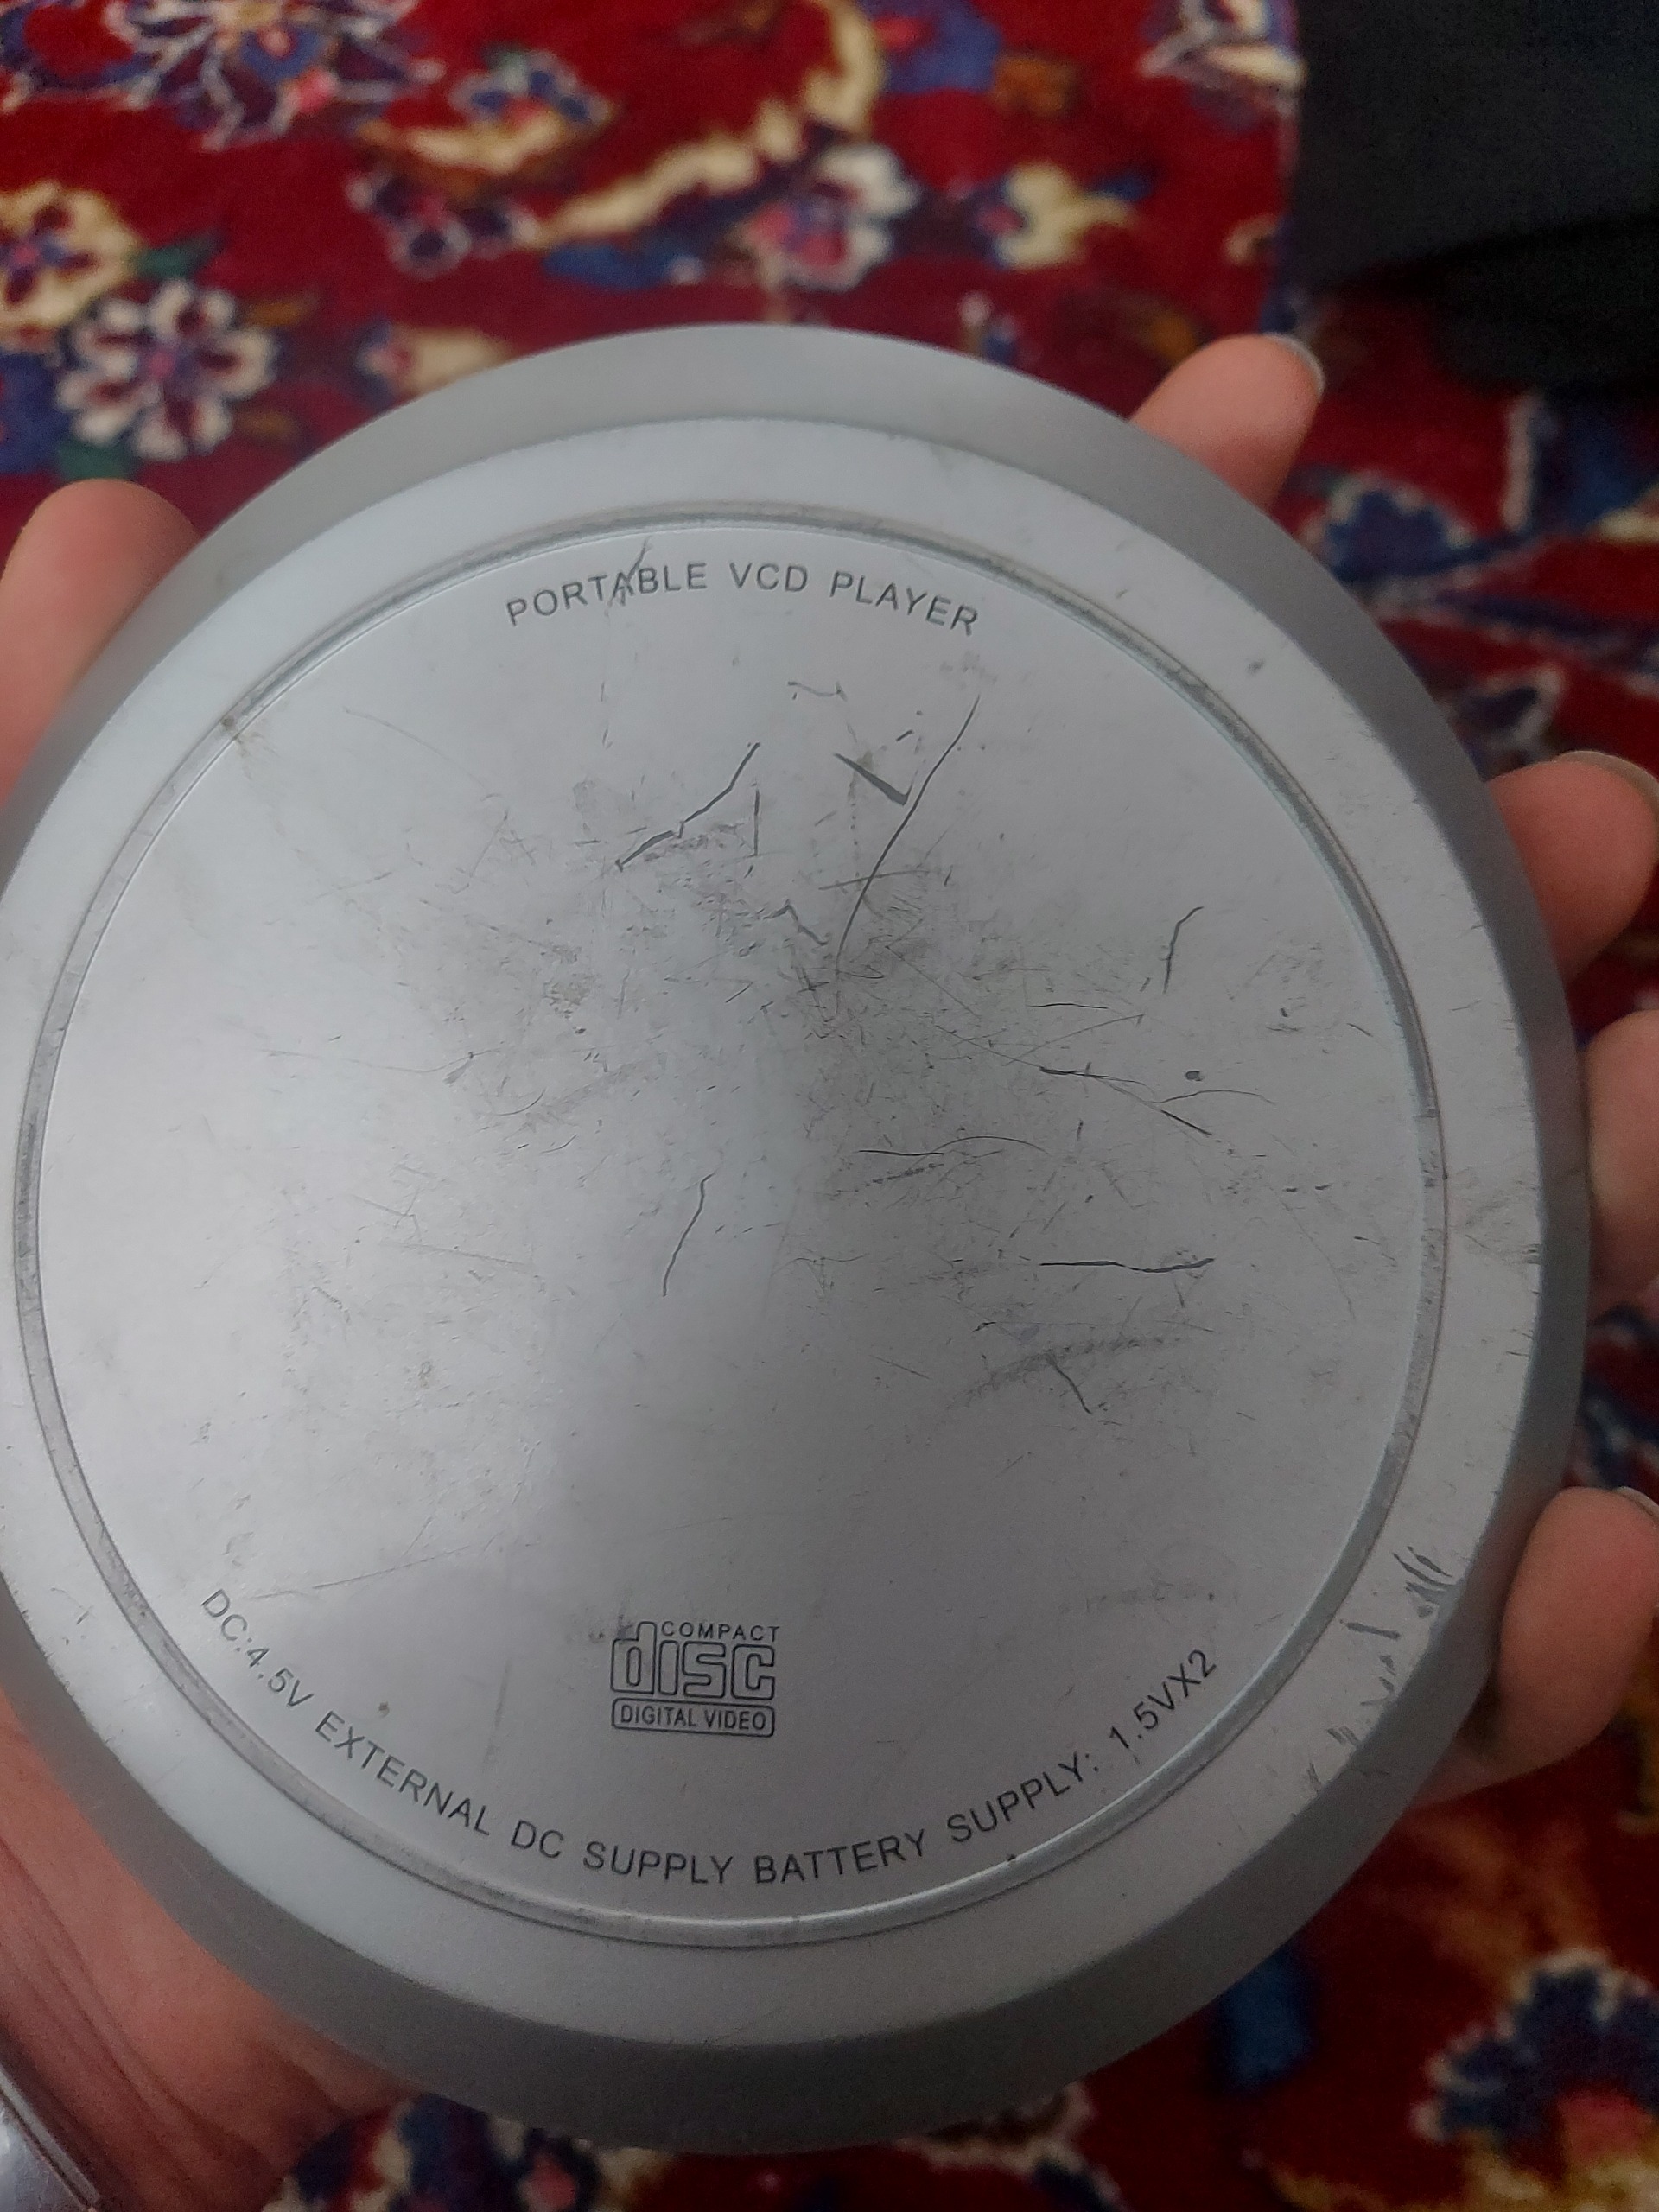 PORTABLE VCD PLAYER
COMPACT
disc
DIGITAL VIDEO
DC:4.5V EXTERNAL DC SUPPLY BATTERY SUPPLY: 1.5VX2